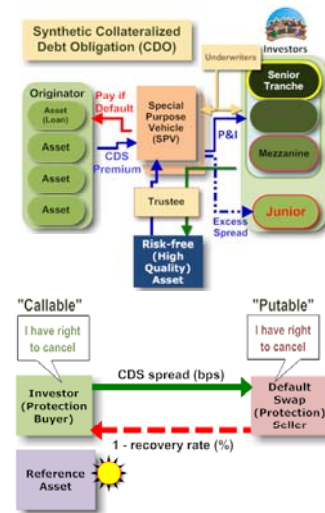 Synthetic Collateralized
Debt Obligation (CDO)
Investors
Underwriters
Originator
Asset
(Loan)
Asset
Asset
Asset
Pay if
Default
CDS
Premium
Special
Purpose
Vehicle
(SPV)
P&I
Senior
Tranche
Mezzanine
Junior
Trustee
Excess
Spread
Risk-free
(High
Quality)
Asset
"Callable"
"Putable"
I have right
to cancel
I have right
to cancel
CDS spread (bps)
Investor
(Protection
Buyer)
Default
Swap
(Protection)
Seller
1 - recovery rate (%)
Reference
Asset